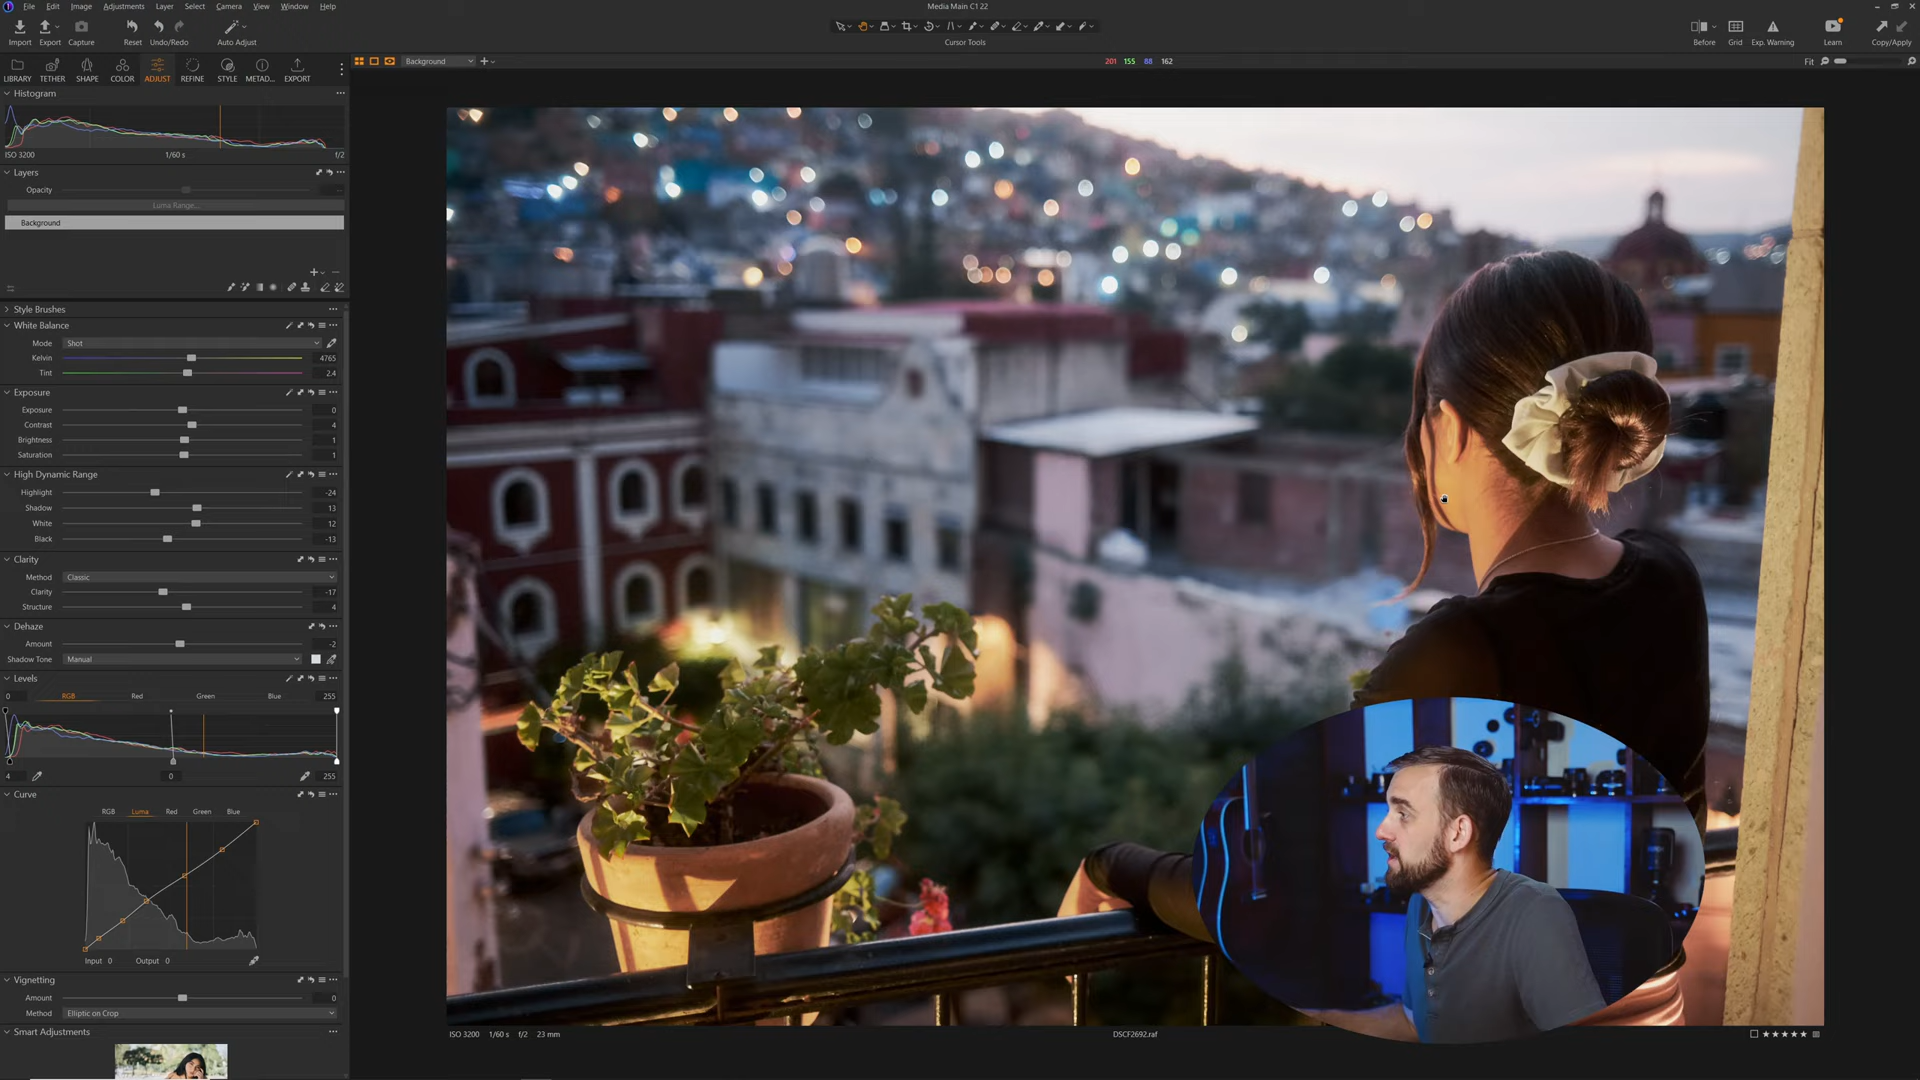 File Edit Image Adjustments Layer Select Camera View Window Help
Media Main C1 22
Import Export Capture Reset Undo/Redo Auto Adjust
Cursor Tools
Before Grid Exp. Warning Learn Copy/Apply
Background
201 155 88 162
Fit
LIBRARY TETHER SHAPE COLOR ADJUST REFINE STYLE METAD... EXPORT
Histogram
ISO 3200 1/60 s f/2
Layers
Opacity
Luma Range...
Background
Style Brushes
White Balance
Mode Shot
Kelvin 4765
Tint 2.4
Exposure
Exposure 0
Contrast 4
Brightness 1
Saturation 1
High Dynamic Range
Highlight -24
Shadow 13
White 12
Black -13
Clarity
Method Classic
Clarity -17
Structure 4
Dehaze
Amount -2
Shadow Tone Manual
Levels
0 RGB Red Green Blue 255
4 0 255
Curve
RGB Luma Red Green Blue
Input 0 Output 0
Vignetting
Amount 0
Method Elliptic on Crop
Smart Adjustments
ISO 3200 1/60 s f/2 23 mm
DSCF2692.raf